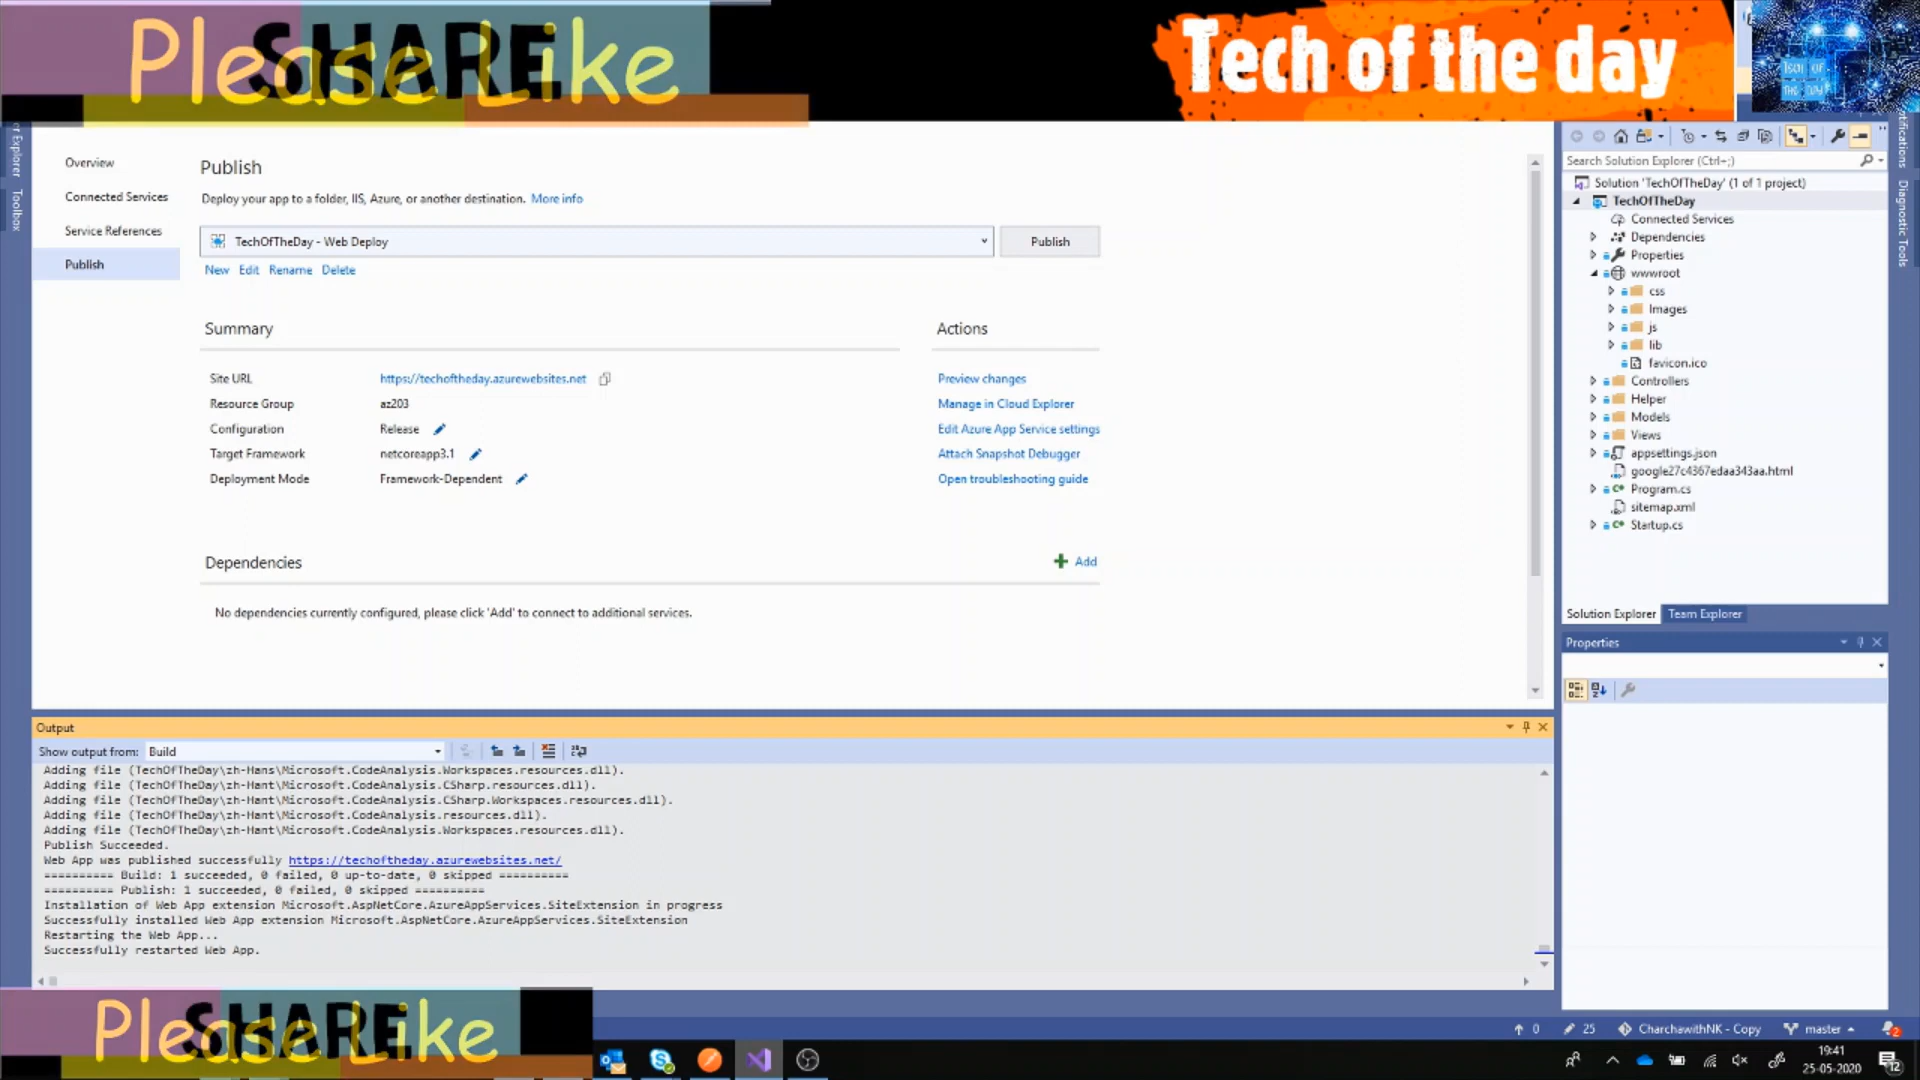 Please Like
SHARE
Tech of the day
TECH OF
THE DAY
Overview
Connected Services
Service References
Publish
Toolbox
Publish
Deploy your app to a folder, IIS, Azure, or another destination. More info
TechOfTheDay - Web Deploy
Publish
New Edit Rename Delete
Summary
Site URL https://techoftheday.azurewebsites.net
Resource Group az203
Configuration Release
Target Framework netcoreapp3.1
Deployment Mode Framework-Dependent
Actions
Preview changes
Manage in Cloud Explorer
Edit Azure App Service settings
Attach Snapshot Debugger
Open troubleshooting guide
Dependencies
Add
No dependencies currently configured, please click 'Add' to connect to additional services.
Output
Show output from: Build
Adding file (TechOfTheDay\zh-Hans\Microsoft.CodeAnalysis.Workspaces.resources.dll).
Adding file (TechOfTheDay\zh-Hant\Microsoft.CodeAnalysis.CSharp.resources.dll).
Adding file (TechOfTheDay\zh-Hant\Microsoft.CodeAnalysis.CSharp.Workspaces.resources.dll).
Adding file (TechOfTheDay\zh-Hant\Microsoft.CodeAnalysis.resources.dll).
Adding file (TechOfTheDay\zh-Hant\Microsoft.CodeAnalysis.Workspaces.resources.dll).
Publish Succeeded.
Web App was published successfully https://techoftheday.azurewebsites.net/
========== Build: 1 succeeded, 0 failed, 0 up-to-date, 0 skipped ==========
========== Publish: 1 succeeded, 0 failed, 0 skipped ==========
Installation of Web App extension Microsoft.AspNetCore.AzureAppServices.SiteExtension in progress
Successfully installed Web App extension Microsoft.AspNetCore.AzureAppServices.SiteExtension
Restarting the Web App...
Successfully restarted Web App.
Search Solution Explorer (Ctrl+;)
Solution 'TechOfTheDay' (1 of 1 project)
TechOfTheDay
Connected Services
Dependencies
Properties
wwwroot
css
Images
js
lib
favicon.ico
Controllers
Helper
Models
Views
appsettings.json
google27c4367edaa343aa.html
Program.cs
sitemap.xml
Startup.cs
Solution Explorer Team Explorer
Properties
Diagnostic Tools
Please Like
SHARE
0 25 CharchawithNK - Copy master 2
19:41
25-05-2020
12